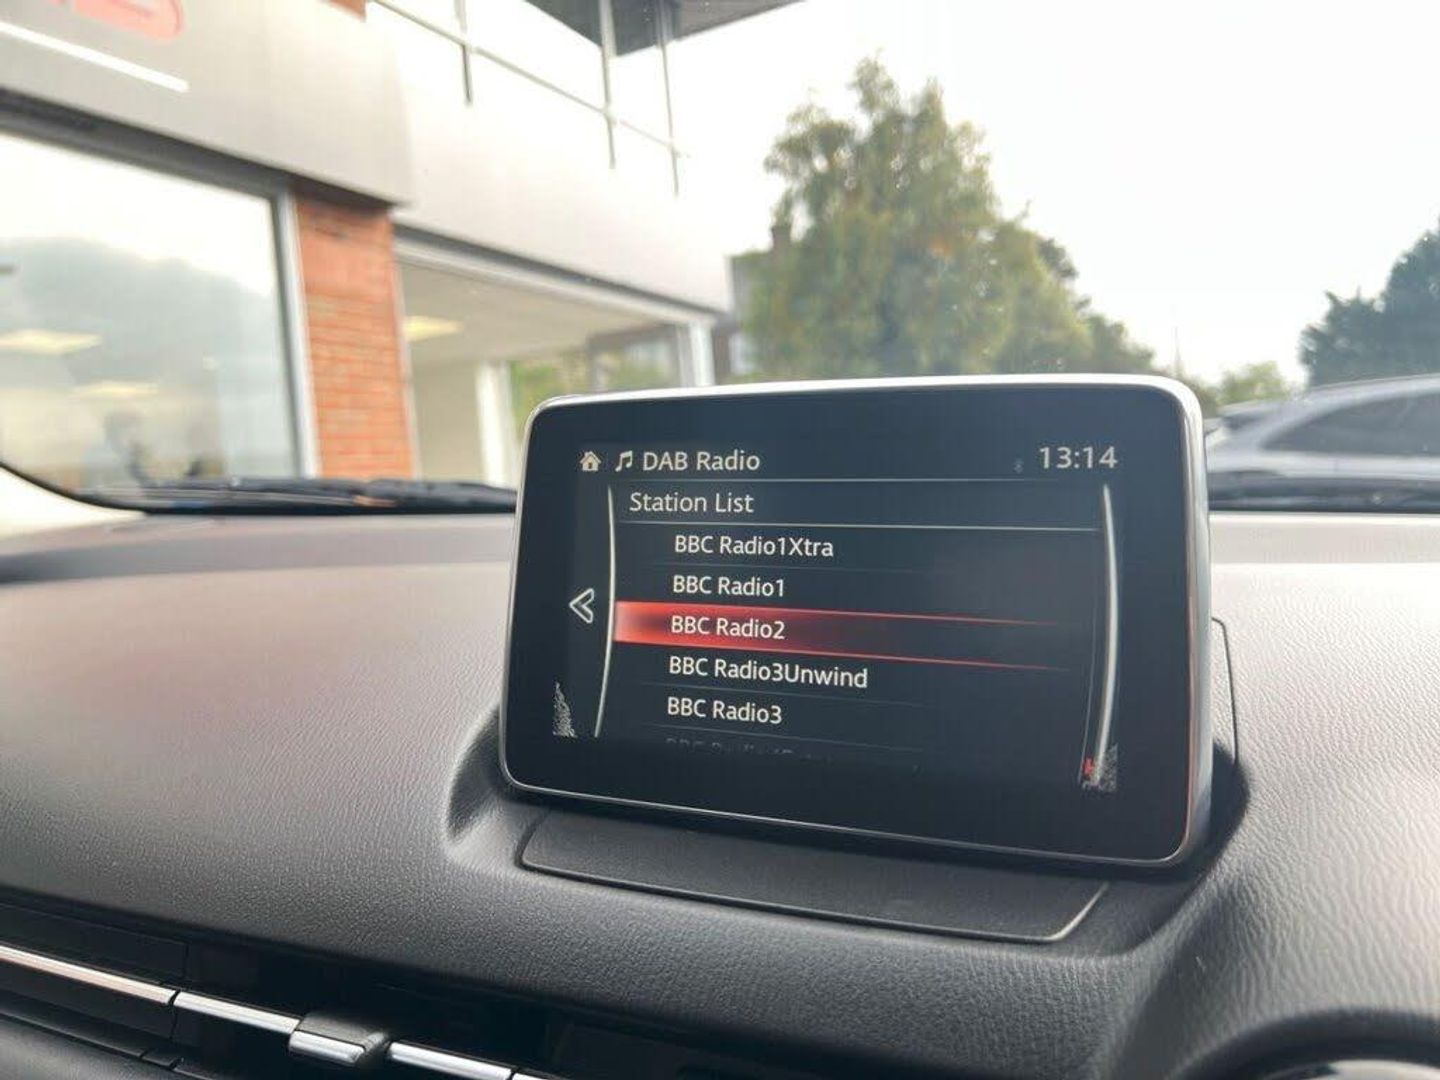 DAB Radio 13:14
Station List
BBC Radio1Xtra
BBC Radio1
BBC Radio2
BBC Radio3Unwind
BBC Radio3